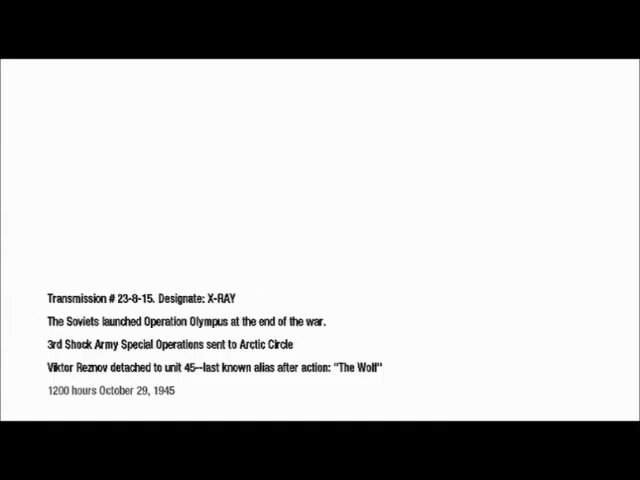 Transmission # 23-8-15. Designate: X-RAY
The Soviets launched Operation Olympus at the end of the war.
3rd Shock Army Special Operations sent to Arctic Circle
Viktor Reznov detached to unit 45--last known alias after action: "The Wolf"
1200 hours October 29, 1945